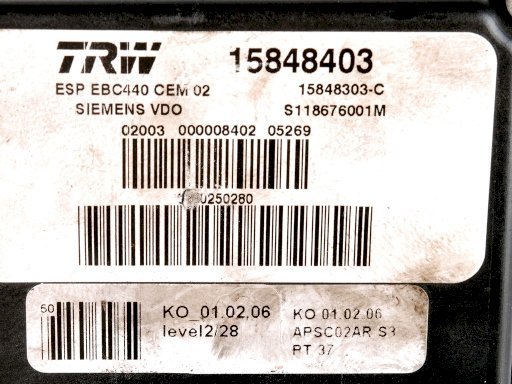 TRW 15848403
ESP EBC440 CEM 02 15848303-C
SIEMENS VDO S118676001M
02003 000008402 05269
0250280
50
KO_01.02.06 KO 01.02.06
level2/28 APSC02AR S3
RT 37